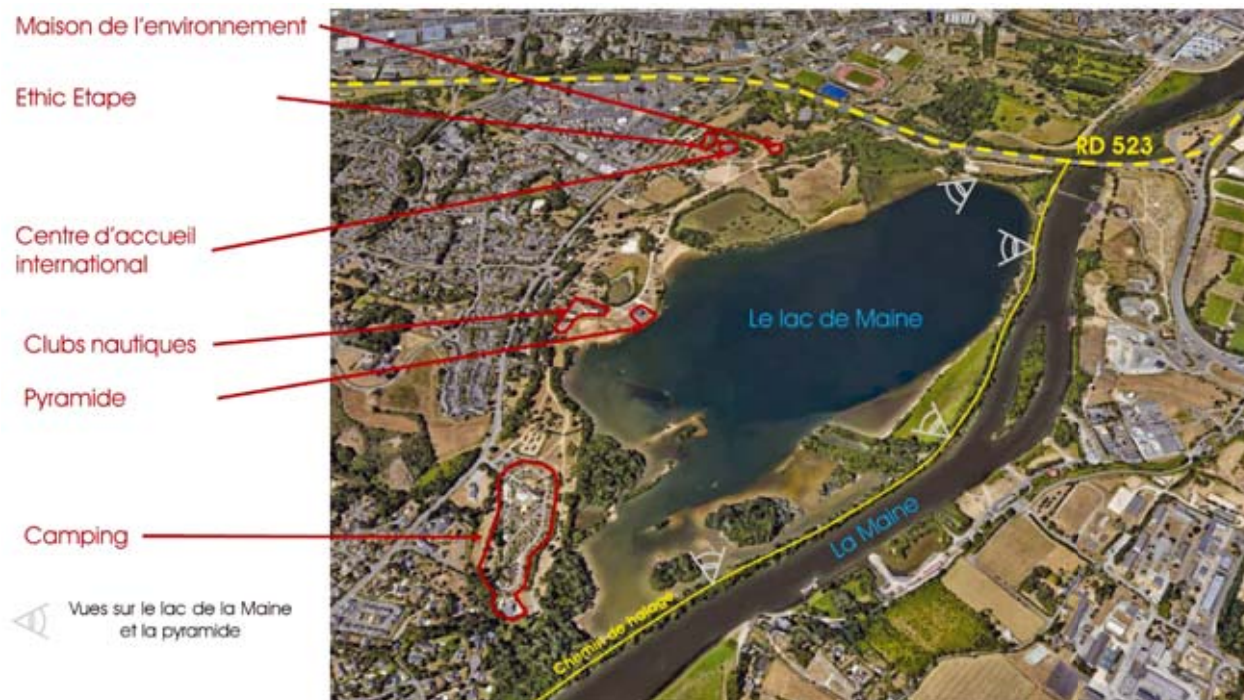 Maison de l'environnement
Ethic Etape
Centre d'accueil
international
Clubs nautiques
Pyramide
Camping
Vues sur le lac de la Maine
et la pyramide
RD 523
Le lac de Maine
La Maine
Chemin de halage